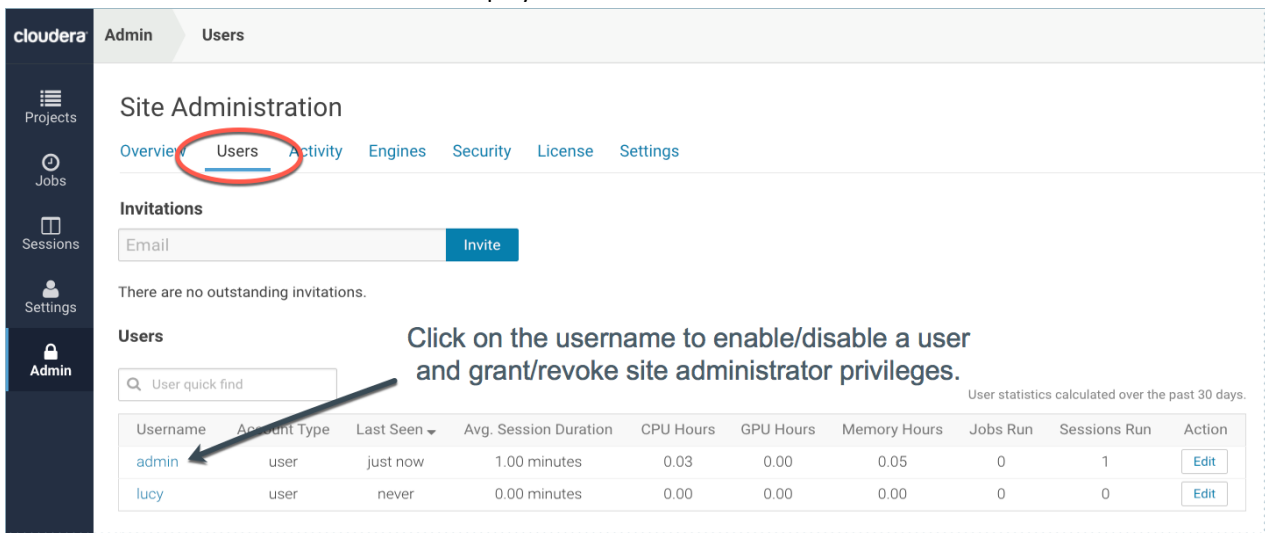 cloudera
Admin Users
Projects
Jobs
Sessions
Settings
Admin
Site Administration
Overview Users Activity Engines Security License Settings
Invitations
Email Invite
There are no outstanding invitations.
Users
Click on the username to enable/disable a user
and grant/revoke site administrator privileges.
User quick find
User statistics calculated over the past 30 days.
Username Account Type Last Seen Avg. Session Duration CPU Hours GPU Hours Memory Hours Jobs Run Sessions Run Action
admin user just now 1.00 minutes 0.03 0.00 0.05 0 1 Edit
lucy user never 0.00 minutes 0.00 0.00 0.00 0 0 Edit